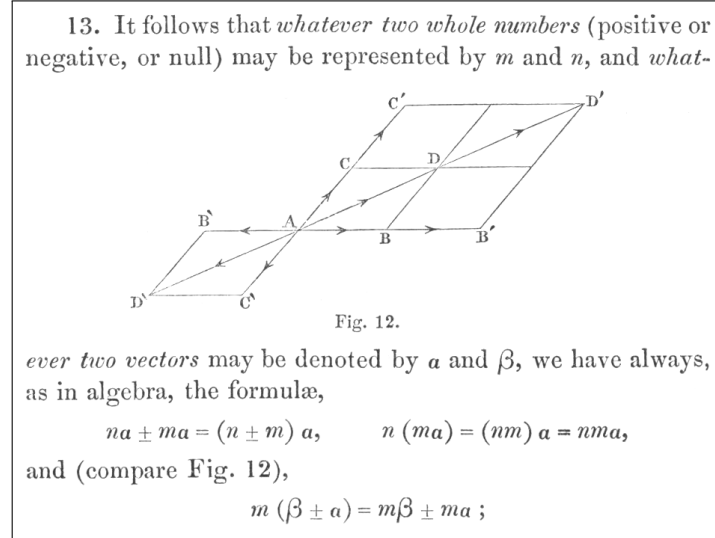 13. It follows that whatever two whole numbers (positive or
negative, or null) may be represented by m and n, and what-
C′ D′
C D
B‵ A B B′
D‵ C‵
Fig. 12.
ever two vectors may be denoted by α and β, we have always,
as in algebra, the formulæ,
nα ± mα = (n ± m) α, n (mα) = (nm) α = nmα,
and (compare Fig. 12),
m (β ± α) = mβ ± mα ;